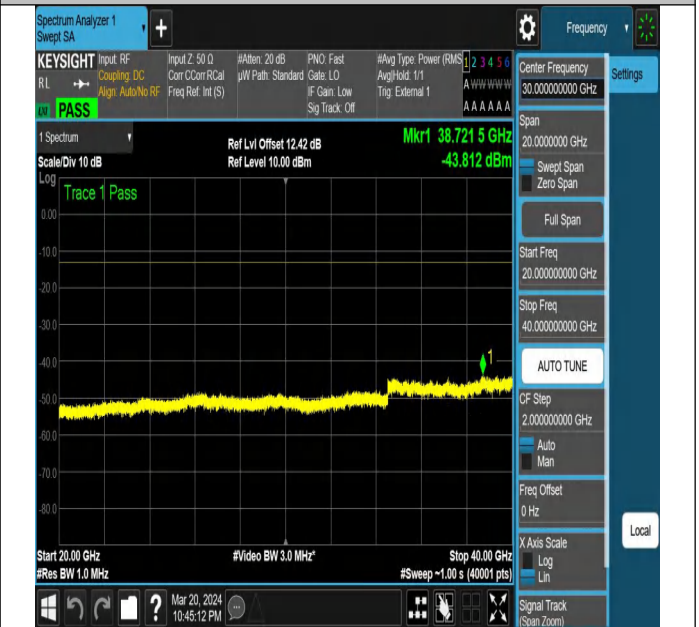 Spectrum Analyzer 1
Swept SA
Frequency
KEYSIGHT
RL
PASS
Input: RF
Coupling: DC
Align: Auto/No RF
Input Z: 50 Ω
Corr CCorr RCal
Freq Ref: Int (S)
#Atten: 20 dB
µW Path: Standard
PNO: Fast
Gate: LO
IF Gain: Low
Sig Track: Off
#Avg Type: Power (RMS
Avg|Hold: 1/1
Trig: External 1
1 2 3 4 5 6
A W W W W W
A A A A A A
Center Frequency
30.000000000 GHz
Settings
1 Spectrum
Scale/Div 10 dB
Log
Ref Lvl Offset 12.42 dB
Ref Level 10.00 dBm
Mkr1 38.721 5 GHz
-43.812 dBm
Trace 1 Pass
0.00
-10.0
-20.0
-30.0
-40.0
-50.0
-60.0
-70.0
-80.0
1
Span
20.0000000 GHz
Swept Span
Zero Span
Full Span
Start Freq
20.000000000 GHz
Stop Freq
40.000000000 GHz
AUTO TUNE
CF Step
2.000000000 GHz
Auto
Man
Freq Offset
0 Hz
X Axis Scale
Log
Lin
Signal Track
(Span Zoom)
Local
Start 20.00 GHz
#Res BW 1.0 MHz
#Video BW 3.0 MHz*
Stop 40.00 GHz
#Sweep ~1.00 s (40001 pts)
?
Mar 20, 2024
10:45:12 PM